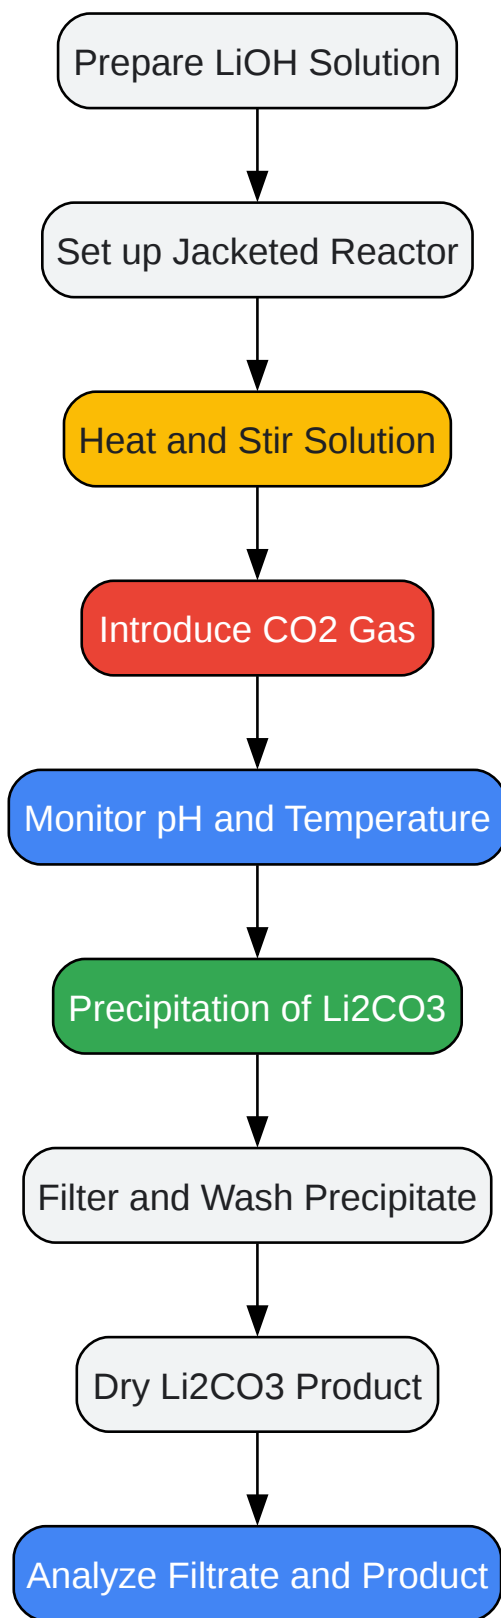 Prepare LiOH Solution
Set up Jacketed Reactor
Heat and Stir Solution
Introduce CO2 Gas
Monitor pH and Temperature
Precipitation of Li2CO3
Filter and Wash Precipitate
Dry Li2CO3 Product
Analyze Filtrate and Product